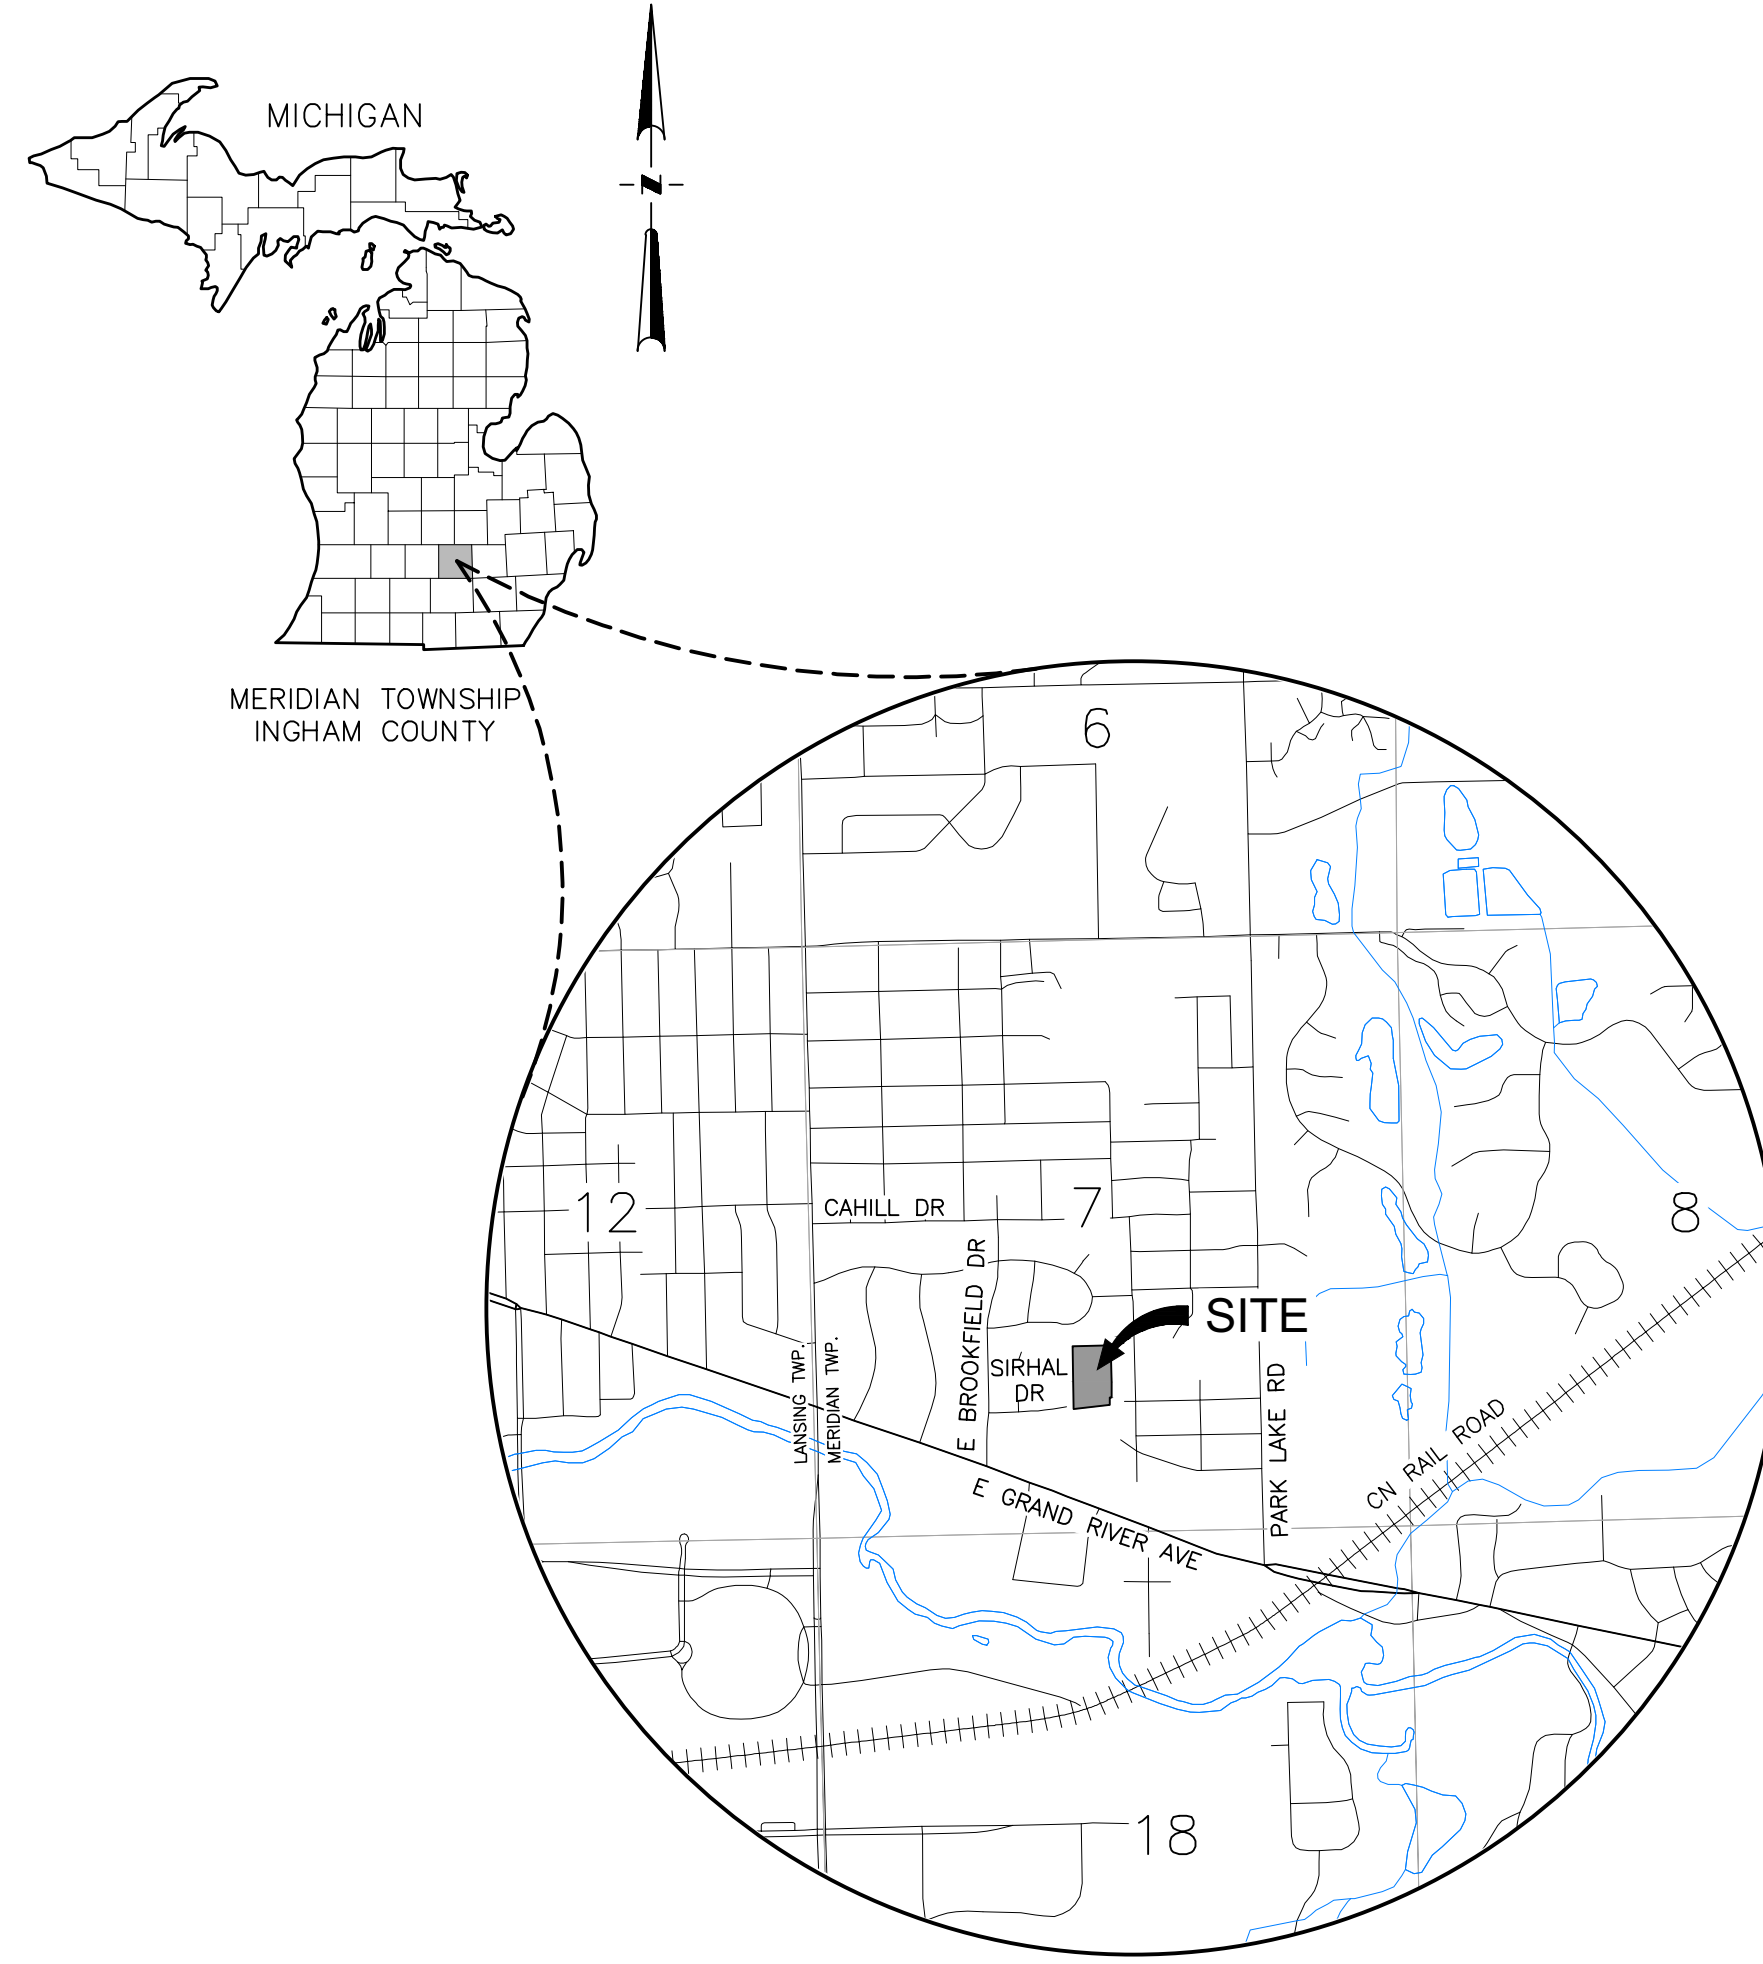 MICHIGAN
N
MERIDIAN TOWNSHIP
INGHAM COUNTY
6
12
7
8
CAHILL DR
E BROOKFIELD DR
SITE
SIRHAL
DR
LANSING TWP.
MERIDIAN TWP.
PARK LAKE RD
CN RAIL ROAD
E GRAND RIVER AVE
18